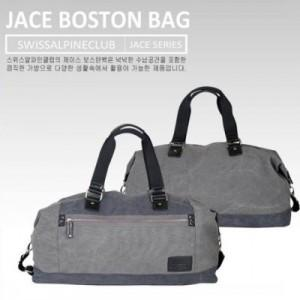 JACE BOSTON BAG
SWISSALPINECLUB JACE SERIES
스위스알파인클럽의 제이스 보스턴백은 넉넉한 수납공간을 포함한
캠퍼한 가방으로 다양한 생활속에서 활용이 가능한 제품입니다.